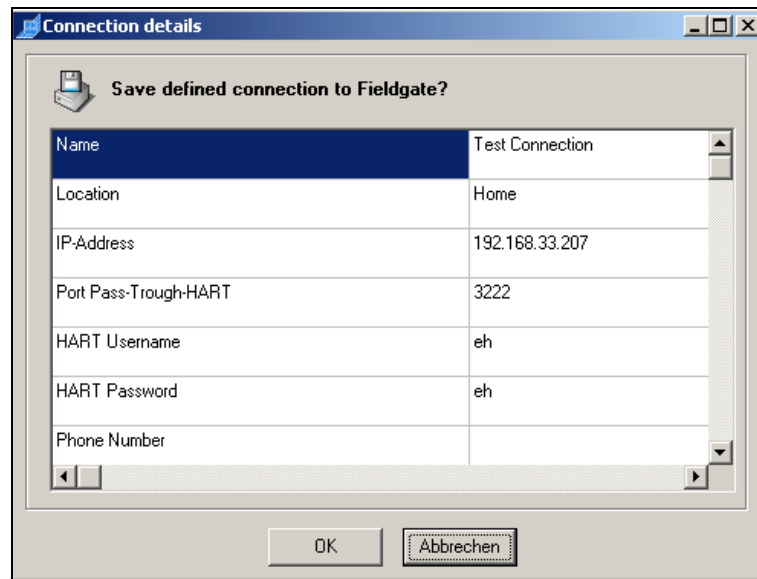 Connection details
Save defined connection to Fieldgate?
Name Test Connection
Location Home
IP-Address 192.168.33.207
Port Pass-Trough-HART 3222
HART Username eh
HART Password eh
Phone Number
OK Abbrechen